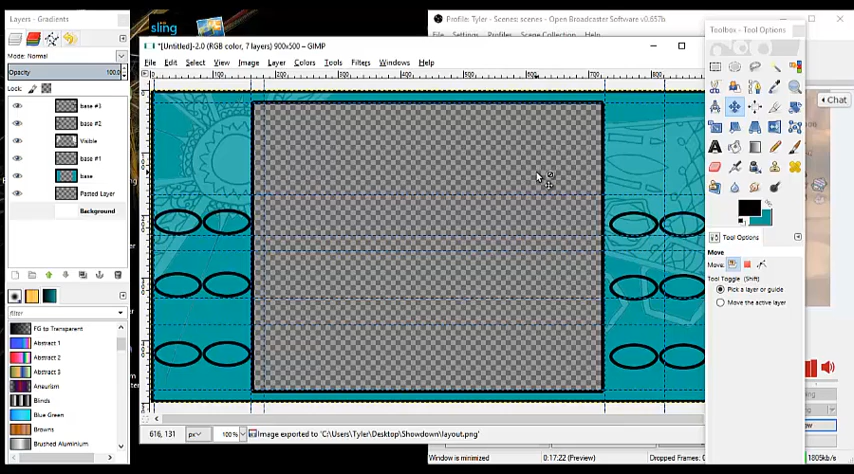 Layers - Gradients
Mode: Normal
Opacity 100.0
Lock:
base #3
base #2
Visible
base #1
base
Pasted Layer
Background
filter
FG to Transparent
Abstract 1
Abstract 2
Abstract 3
Aneurism
Blinds
Blue Green
Browns
Brushed Aluminium
sling
*[Untitled]-2.0 (RGB color, 7 layers) 900x500 – GIMP
File Edit Select View Image Layer Colors Tools Filters Windows Help
616, 131 px 100% Image exported to 'C:\Users\Tyler\Desktop\Showdown\layout.png'
Profile: Tyler - Scenes: scenes - Open Broadcaster Software v0.657b
File Settings Profiles Scene Collection Help
Toolbox - Tool Options
Tool Options
Move
Move:
Tool Toggle (Shift)
Pick a layer or guide
Move the active layer
Chat
Window is minimized
0:17:22 (Preview)
Dropped Frames:
1805kb/s